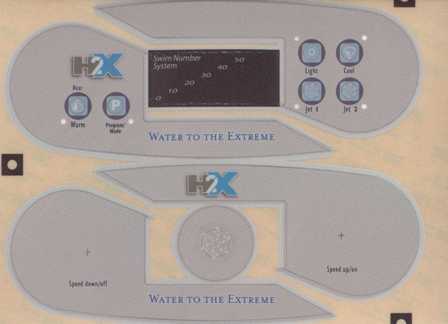 H2X
Swim Number
System
0 10 20 30 40 50
Light
Cool
Jet 1
Jet 2
Warm
P
Program/
Mode
WATER TO THE EXTREME
H2X
Speed down/off
Speed up/on
WATER TO THE EXTREME